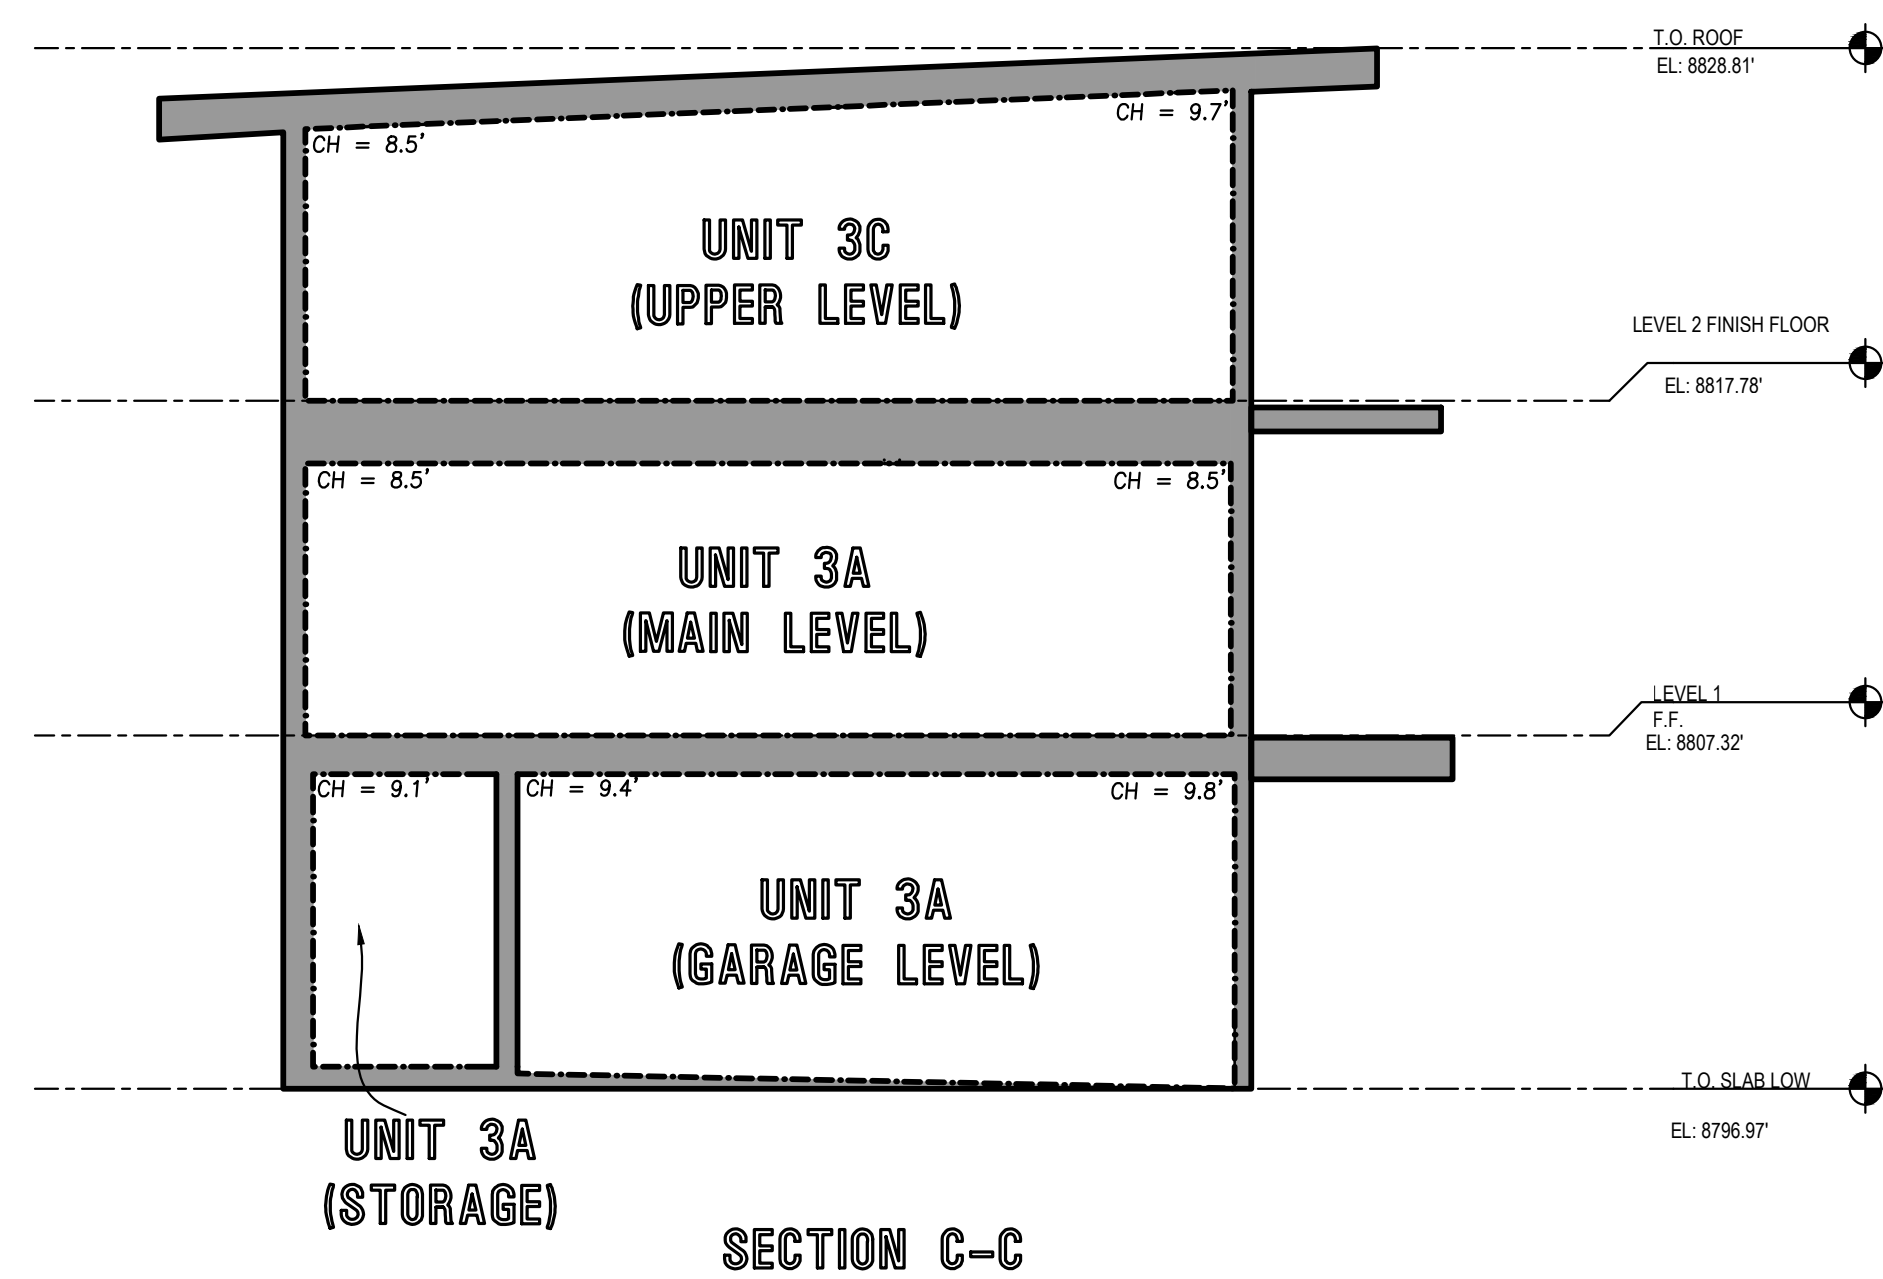 T.O. ROOF
EL: 8828.81'
CH = 9.7'
CH = 8.5'
UNIT 3C
(UPPER LEVEL)
LEVEL 2 FINISH FLOOR
EL: 8817.78'
CH = 8.5'
CH = 8.5'
UNIT 3A
(MAIN LEVEL)
LEVEL 1
F.F.
EL: 8807.32'
CH = 9.1'
CH = 9.4'
CH = 9.8'
UNIT 3A
(GARAGE LEVEL)
T.O. SLAB LOW
EL: 8796.97'
UNIT 3A
(STORAGE)
SECTION C-C